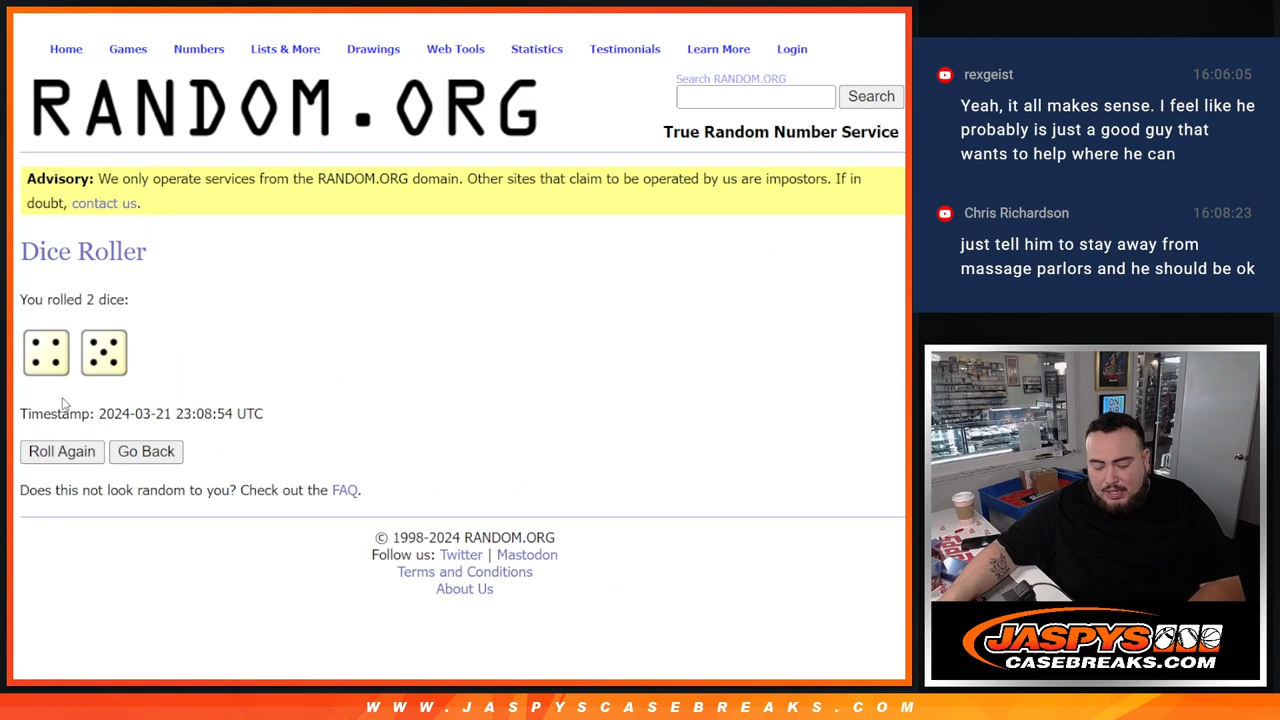 Home Games Numbers Lists & More Drawings Web Tools Statistics Testimonials Learn More Login
RANDOM.ORG
Search RANDOM.ORG
Search
True Random Number Service
Advisory: We only operate services from the RANDOM.ORG domain. Other sites that claim to be operated by us are impostors. If in
doubt, contact us.
Dice Roller
You rolled 2 dice:
Timestamp: 2024-03-21 23:08:54 UTC
Roll Again Go Back
Does this not look random to you? Check out the FAQ.
© 1998-2024 RANDOM.ORG
Follow us: Twitter | Mastodon
Terms and Conditions
About Us
rexgeist 16:06:05
Yeah, it all makes sense. I feel like he
probably is just a good guy that
wants to help where he can
Chris Richardson 16:08:23
just tell him to stay away from
massage parlors and he should be ok
ON
AIR
JASPYS
CASEBREAKS.COM
WWW.JASPYSCASEBREAKS.COM